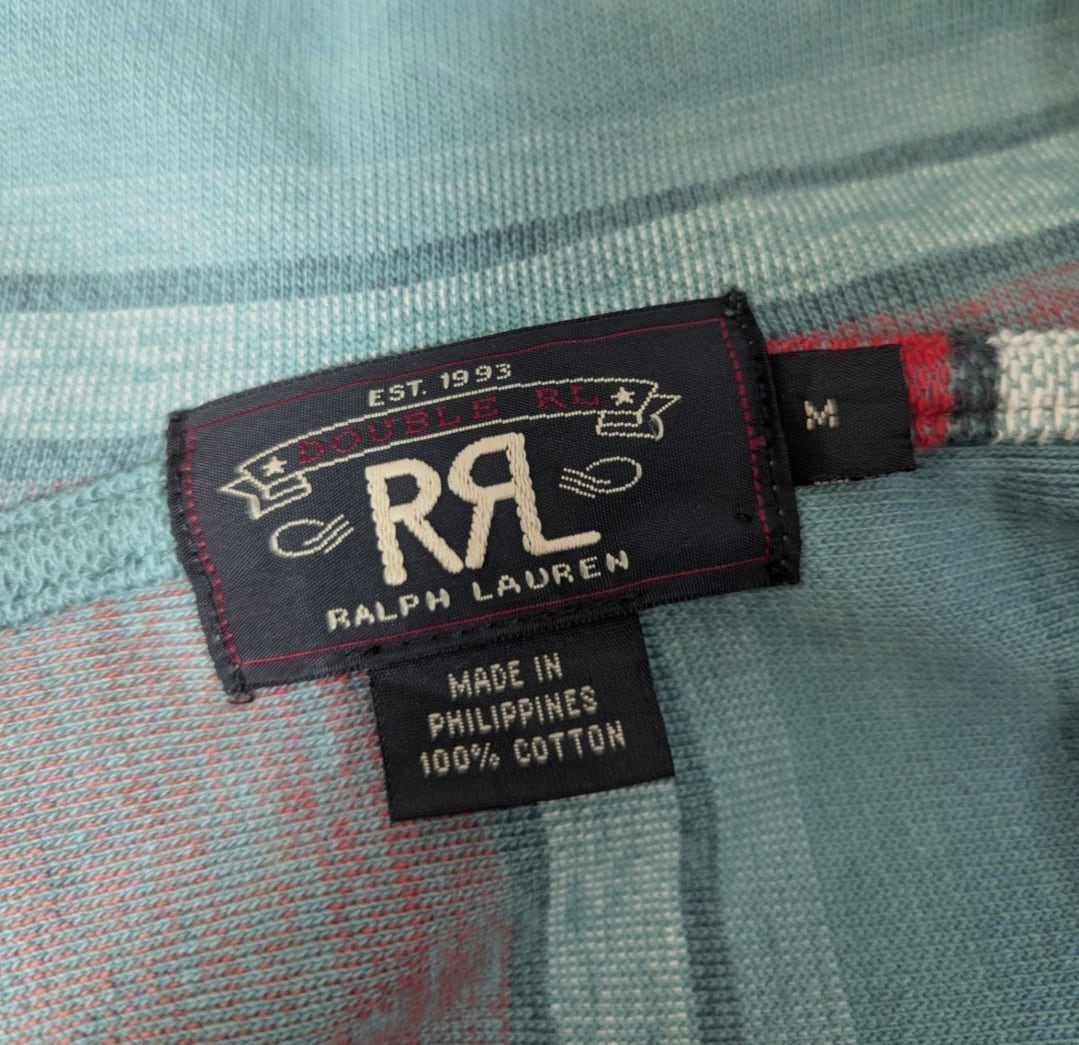 EST. 1993
DOUBLE RL
RRL
RALPH LAUREN
M
MADE IN
PHILIPPINES
100% COTTON